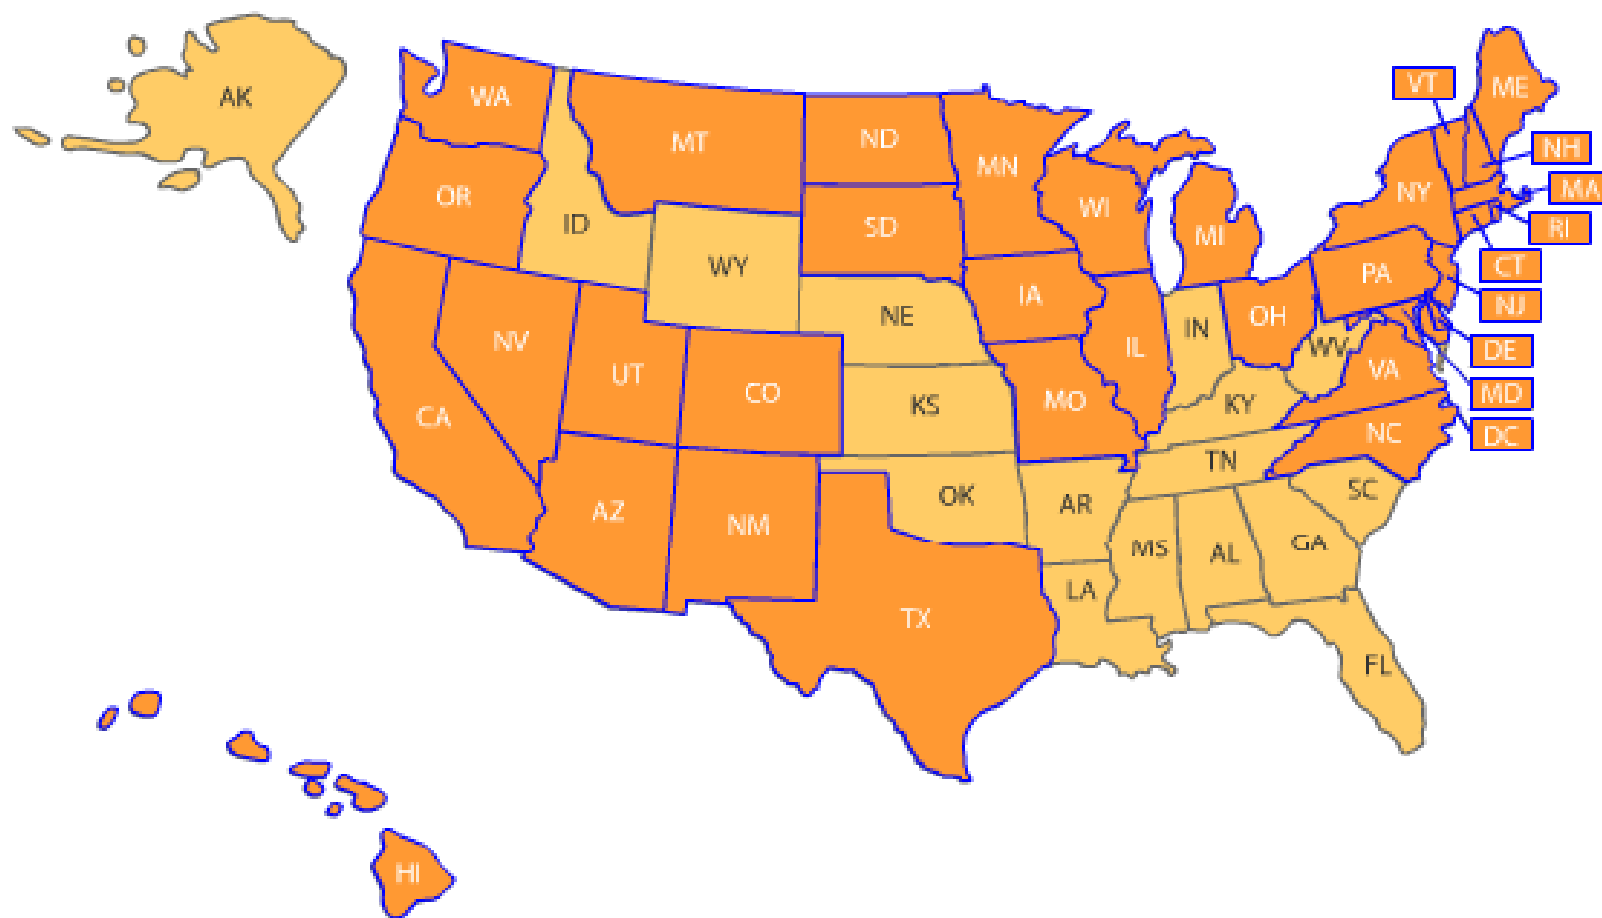 AK
WA
MT
ND
MN
VT
ME
NH
OR
ID
WY
SD
WI
MI
NY
MA
RI
CT
NV
UT
CO
NE
IA
IL
IN
OH
PA
NJ
DE
CA
KS
MO
KY
WV
VA
MD
DC
AZ
NM
OK
AR
TN
NC
SC
TX
LA
MS
AL
GA
FL
HI